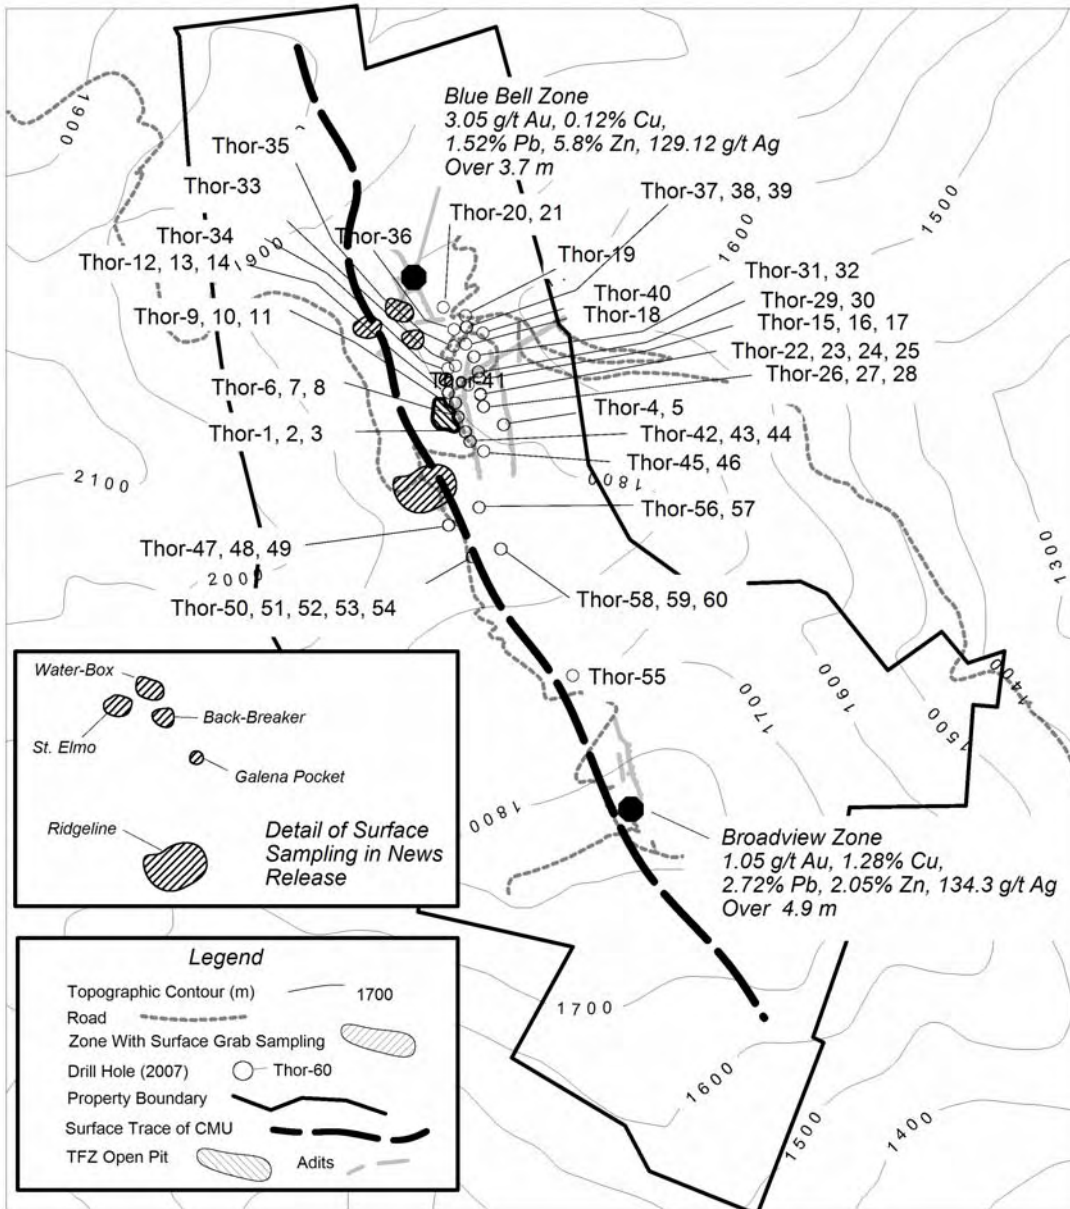 1900
Blue Bell Zone
3.05 g/t Au, 0.12% Cu,
1.52% Pb, 5.8% Zn, 129.12 g/t Ag
Over 3.7 m
Thor-35
Thor-33
Thor-37, 38, 39
1500
Thor-20, 21
1600
Thor-34
Thor-36
900
Thor-19
Thor-12, 13, 14
Thor-31, 32
Thor-40
Thor-29, 30
Thor-9, 10, 11
Thor-18
Thor-15, 16, 17
Thor-22, 23, 24, 25
Thor-6, 7, 8
Thor-41
Thor-26, 27, 28
Thor-4, 5
Thor-1, 2, 3
Thor-42, 43, 44
Thor-45, 46
2100
1800
Thor-56, 57
1300
Thor-47, 48, 49
2000
Thor-50, 51, 52, 53, 54
Thor-58, 59, 60
Thor-55
1400
1700
1600
1500
1800
Water-Box
St. Elmo
Back-Breaker
Galena Pocket
Ridgeline
Detail of Surface
Sampling in News
Release
Broadview Zone
1.05 g/t Au, 1.28% Cu,
2.72% Pb, 2.05% Zn, 134.3 g/t Ag
Over 4.9 m
1700
1600
1500
1400
Legend
Topographic Contour (m) 1700
Road
Zone With Surface Grab Sampling
Drill Hole (2007) Thor-60
Property Boundary
Surface Trace of CMU
TFZ Open Pit Adits